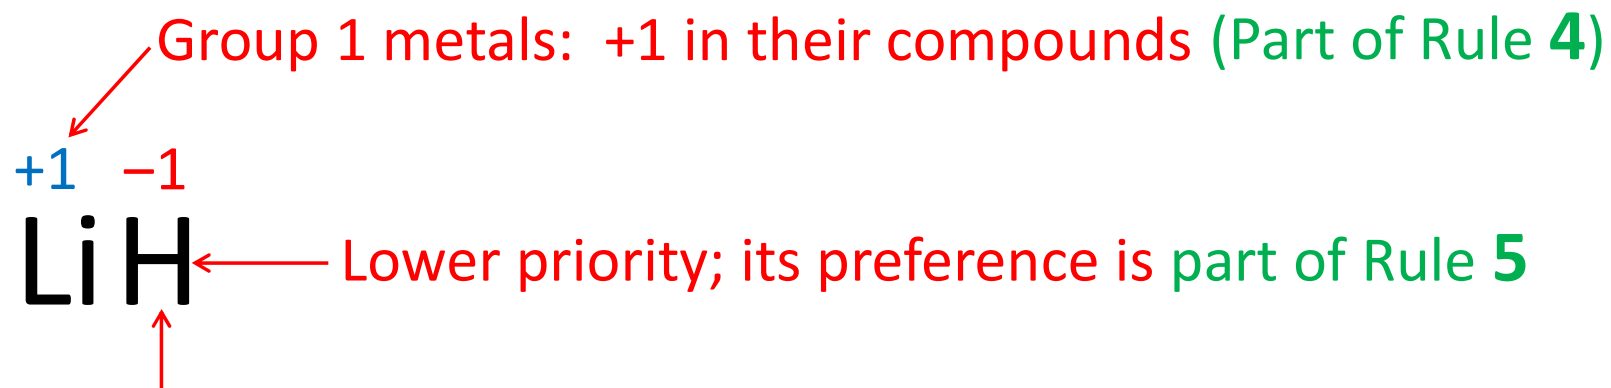 Group 1 metals:  +1 in their compounds (Part of Rule 4)
+1 –1
LiH
Lower priority; its preference is part of Rule 5